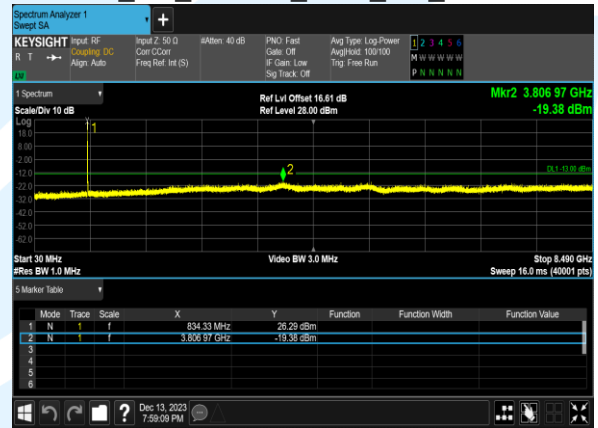 Spectrum Analyzer 1
Swept SA
+
KEYSIGHT Input: RF Input Z: 50 Ω #Atten: 40 dB PNO: Fast Avg Type: Log-Power 1 2 3 4 5 6
R T Coupling: DC Corr CCorr Gate: Off Avg|Hold: 100/100 M W W W W W
Align: Auto Freq Ref: Int (S) IF Gain: Low Trig: Free Run
Sig Track: Off P N N N N N
LW
1 Spectrum Ref Lvl Offset 16.61 dB Mkr2 3.806 97 GHz
Scale/Div 10 dB Ref Level 28.00 dBm -19.38 dBm
Log
18.0 1
8.00
-2.00
-12.0 2 DL1 -13.00 dBm
-22.0
-32.0
-42.0
-52.0
-62.0
Start 30 MHz Video BW 3.0 MHz Stop 8.490 GHz
#Res BW 1.0 MHz Sweep 16.0 ms (40001 pts)
5 Marker Table
Mode Trace Scale X Y Function Function Width Function Value
1 N 1 f 834.33 MHz 26.29 dBm
2 N 1 f 3.806 97 GHz -19.38 dBm
3
4
5
6
? Dec 13, 2023
7:59:09 PM